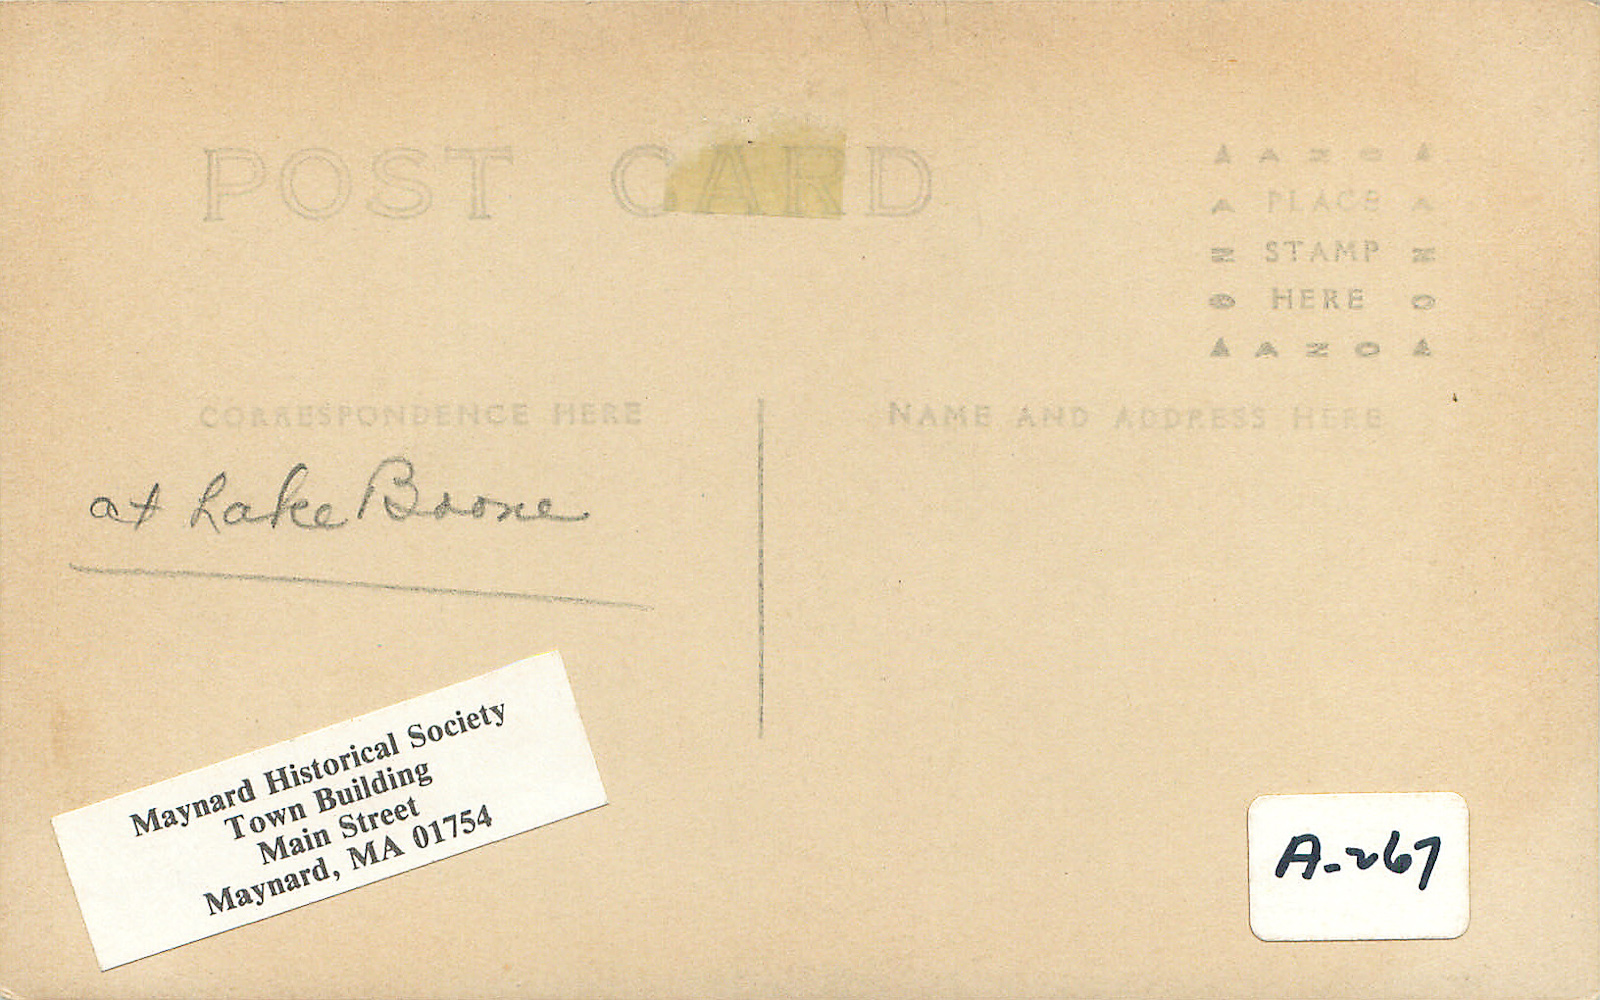 POST CARD
▲ A Z O ▲
A PLACE A
Z STAMP Z
O HERE O
▲ A Z O ▲
CORRESPONDENCE HERE
NAME AND ADDRESS HERE
at Lake Boone
Maynard Historical Society
Town Building
Main Street
Maynard, MA 01754
A-267